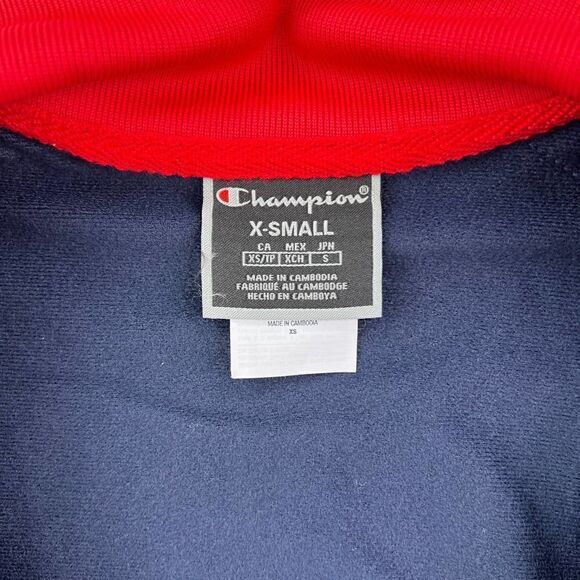 Champion®
X-SMALL
CA MEX JPN
XS/TP XCH S
MADE IN CAMBODIA
FABRIQUÉ AU CAMBODGE
HECHO EN CAMBOYA
MADE IN CAMBODIA
XS